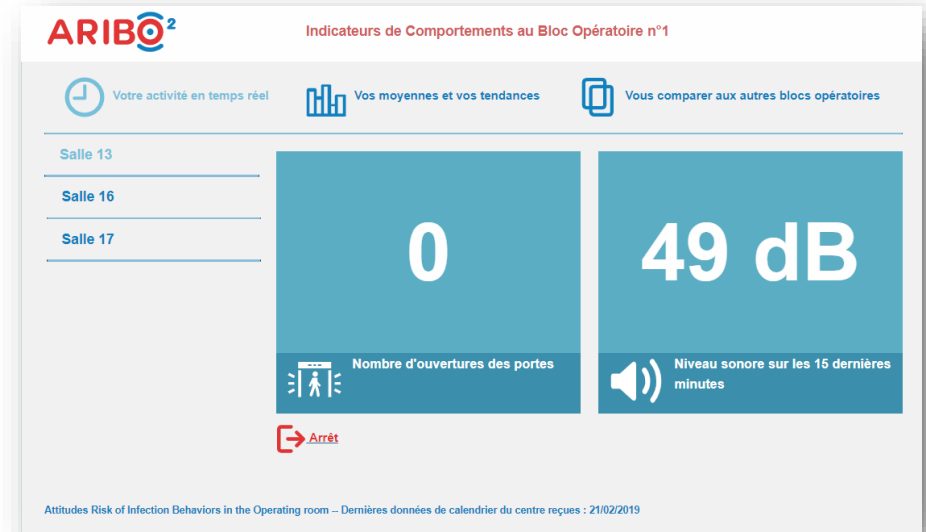 ARIBO²
Indicateurs de Comportements au Bloc Opératoire n°1
Votre activité en temps réel
Vos moyennes et vos tendances
Vous comparer aux autres blocs opératoires
Salle 13
Salle 16
Salle 17
0
Nombre d'ouvertures des portes
49 dB
Niveau sonore sur les 15 dernières
minutes
Arrêt
Attitudes Risk of Infection Behaviors in the Operating room -- Dernières données de calendrier du centre reçues : 21/02/2019